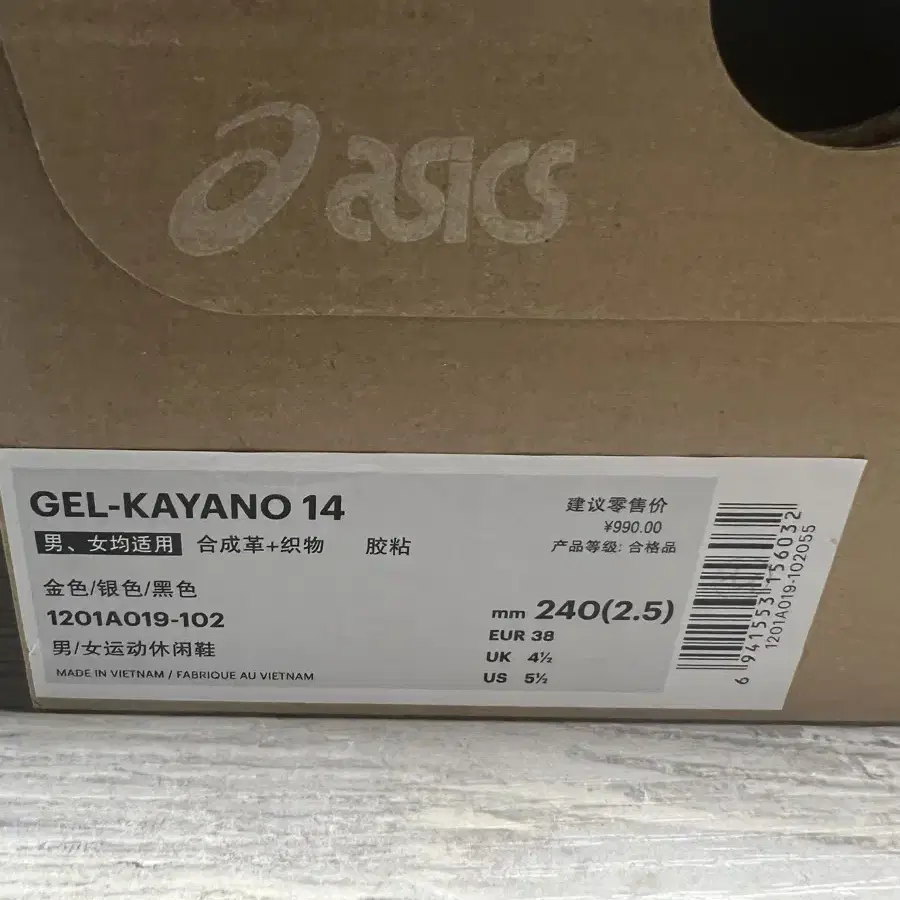 asics
GEL-KAYANO 14
男、女均适用 合成革+织物 胶粘
金色/银色/黑色
1201A019-102
男/女运动休闲鞋
MADE IN VIETNAM / FABRIQUE AU VIETNAM
建议零售价
¥990.00
产品等级: 合格品
mm 240(2.5)
EUR 38
UK 4½
US 5½
6 941553 156032
1201A019-102055